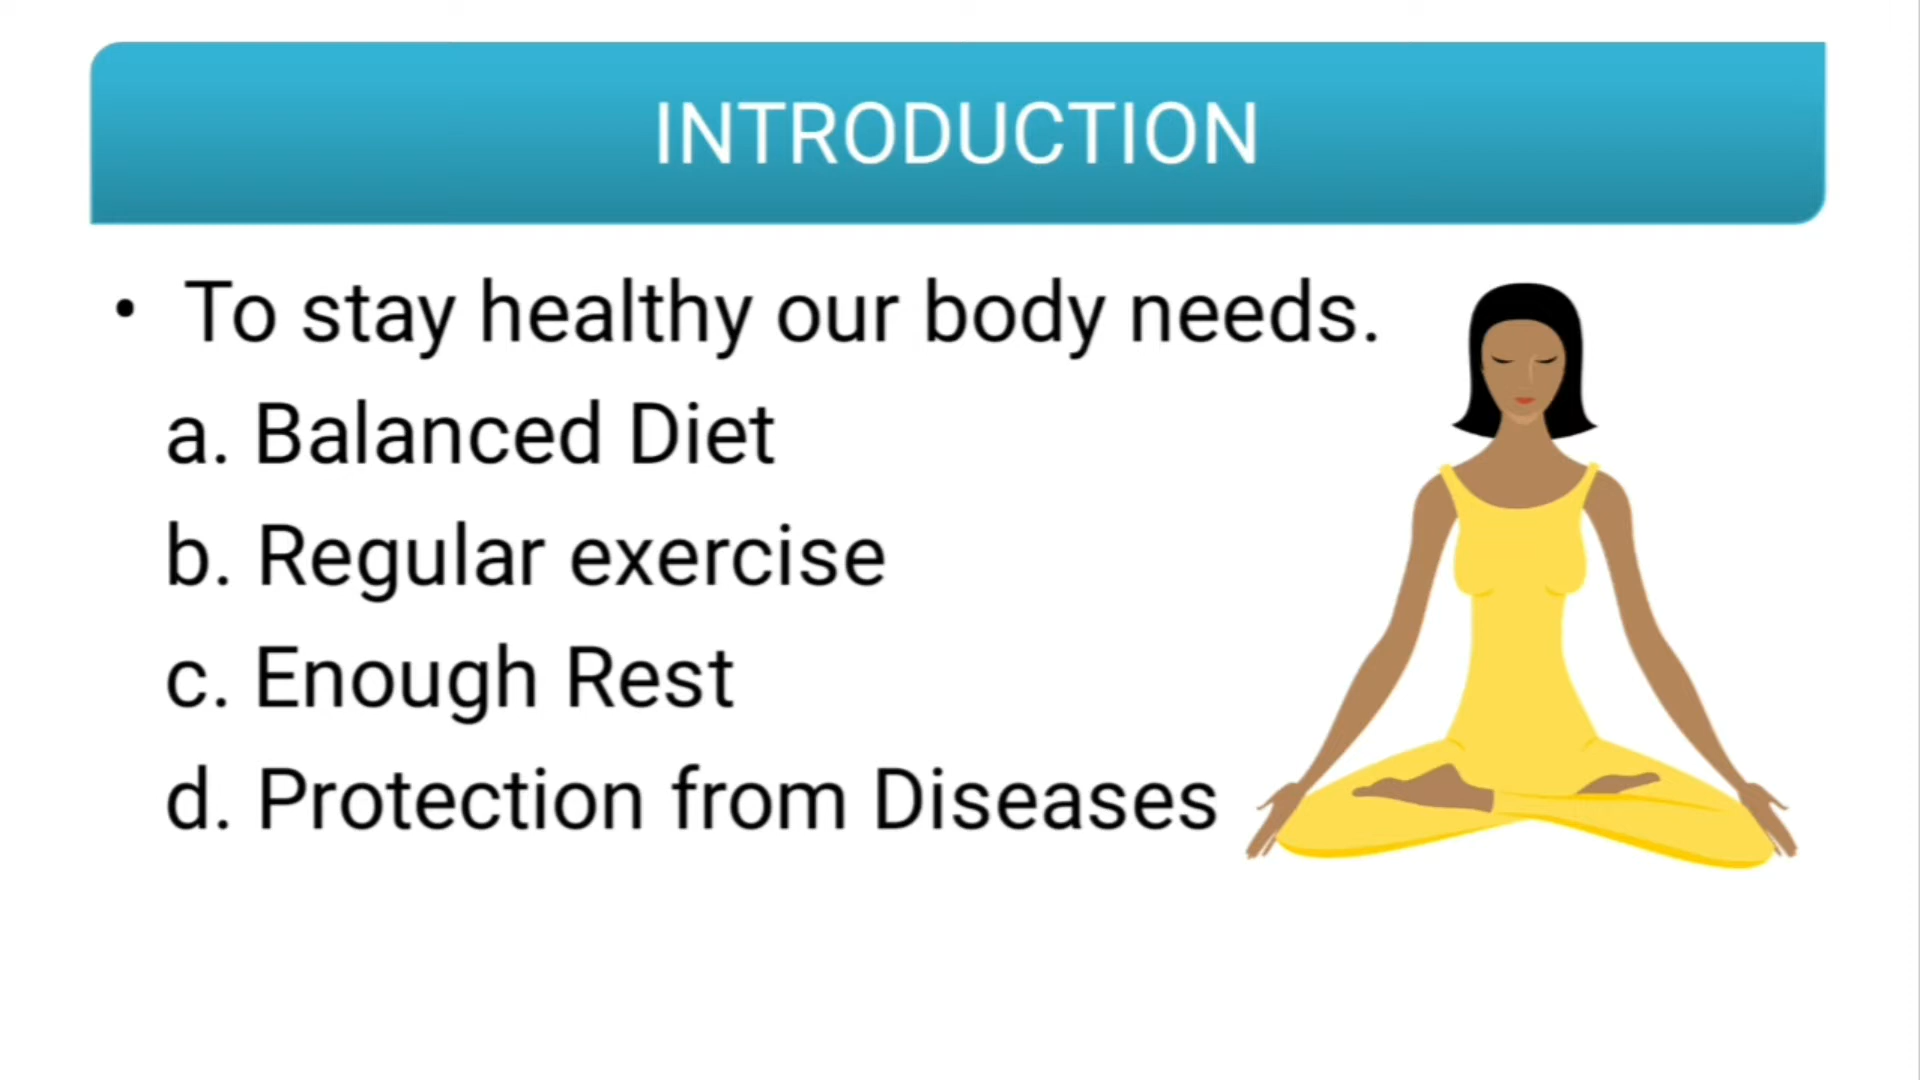 INTRODUCTION
• To stay healthy our body needs.
a. Balanced Diet
b. Regular exercise
c. Enough Rest
d. Protection from Diseases